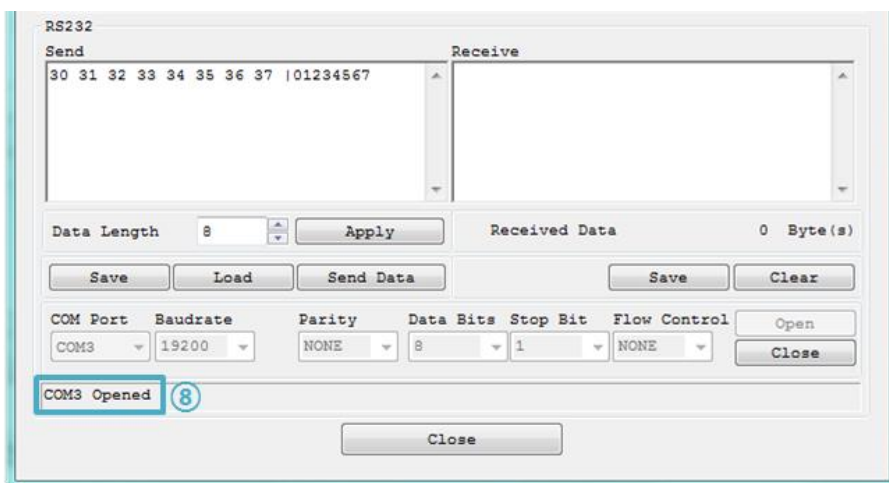 RS232
Send Receive
30 31 32 33 34 35 36 37 |01234567
Data Length 8 Apply Received Data 0 Byte(s)
Save Load Send Data Save Clear
COM Port Baudrate Parity Data Bits Stop Bit Flow Control Open
COM3 19200 NONE 8 1 NONE Close
COM3 Opened ⑧
Close